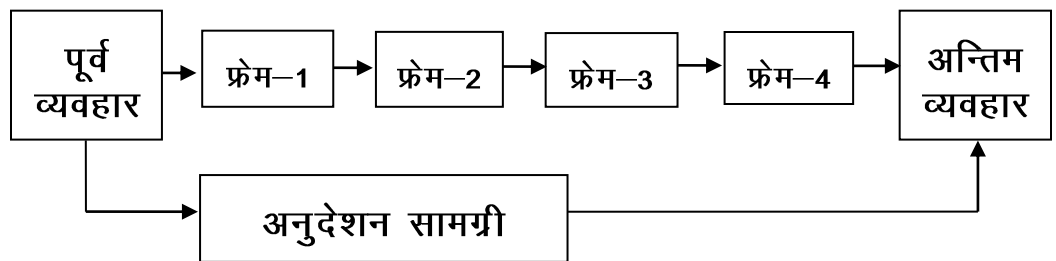 पूर्व
व्यवहार
फ्रेम–1
फ्रेम–2
फ्रेम–3
फ्रेम–4
अन्तिम
व्यवहार
अनुदेशन सामग्री